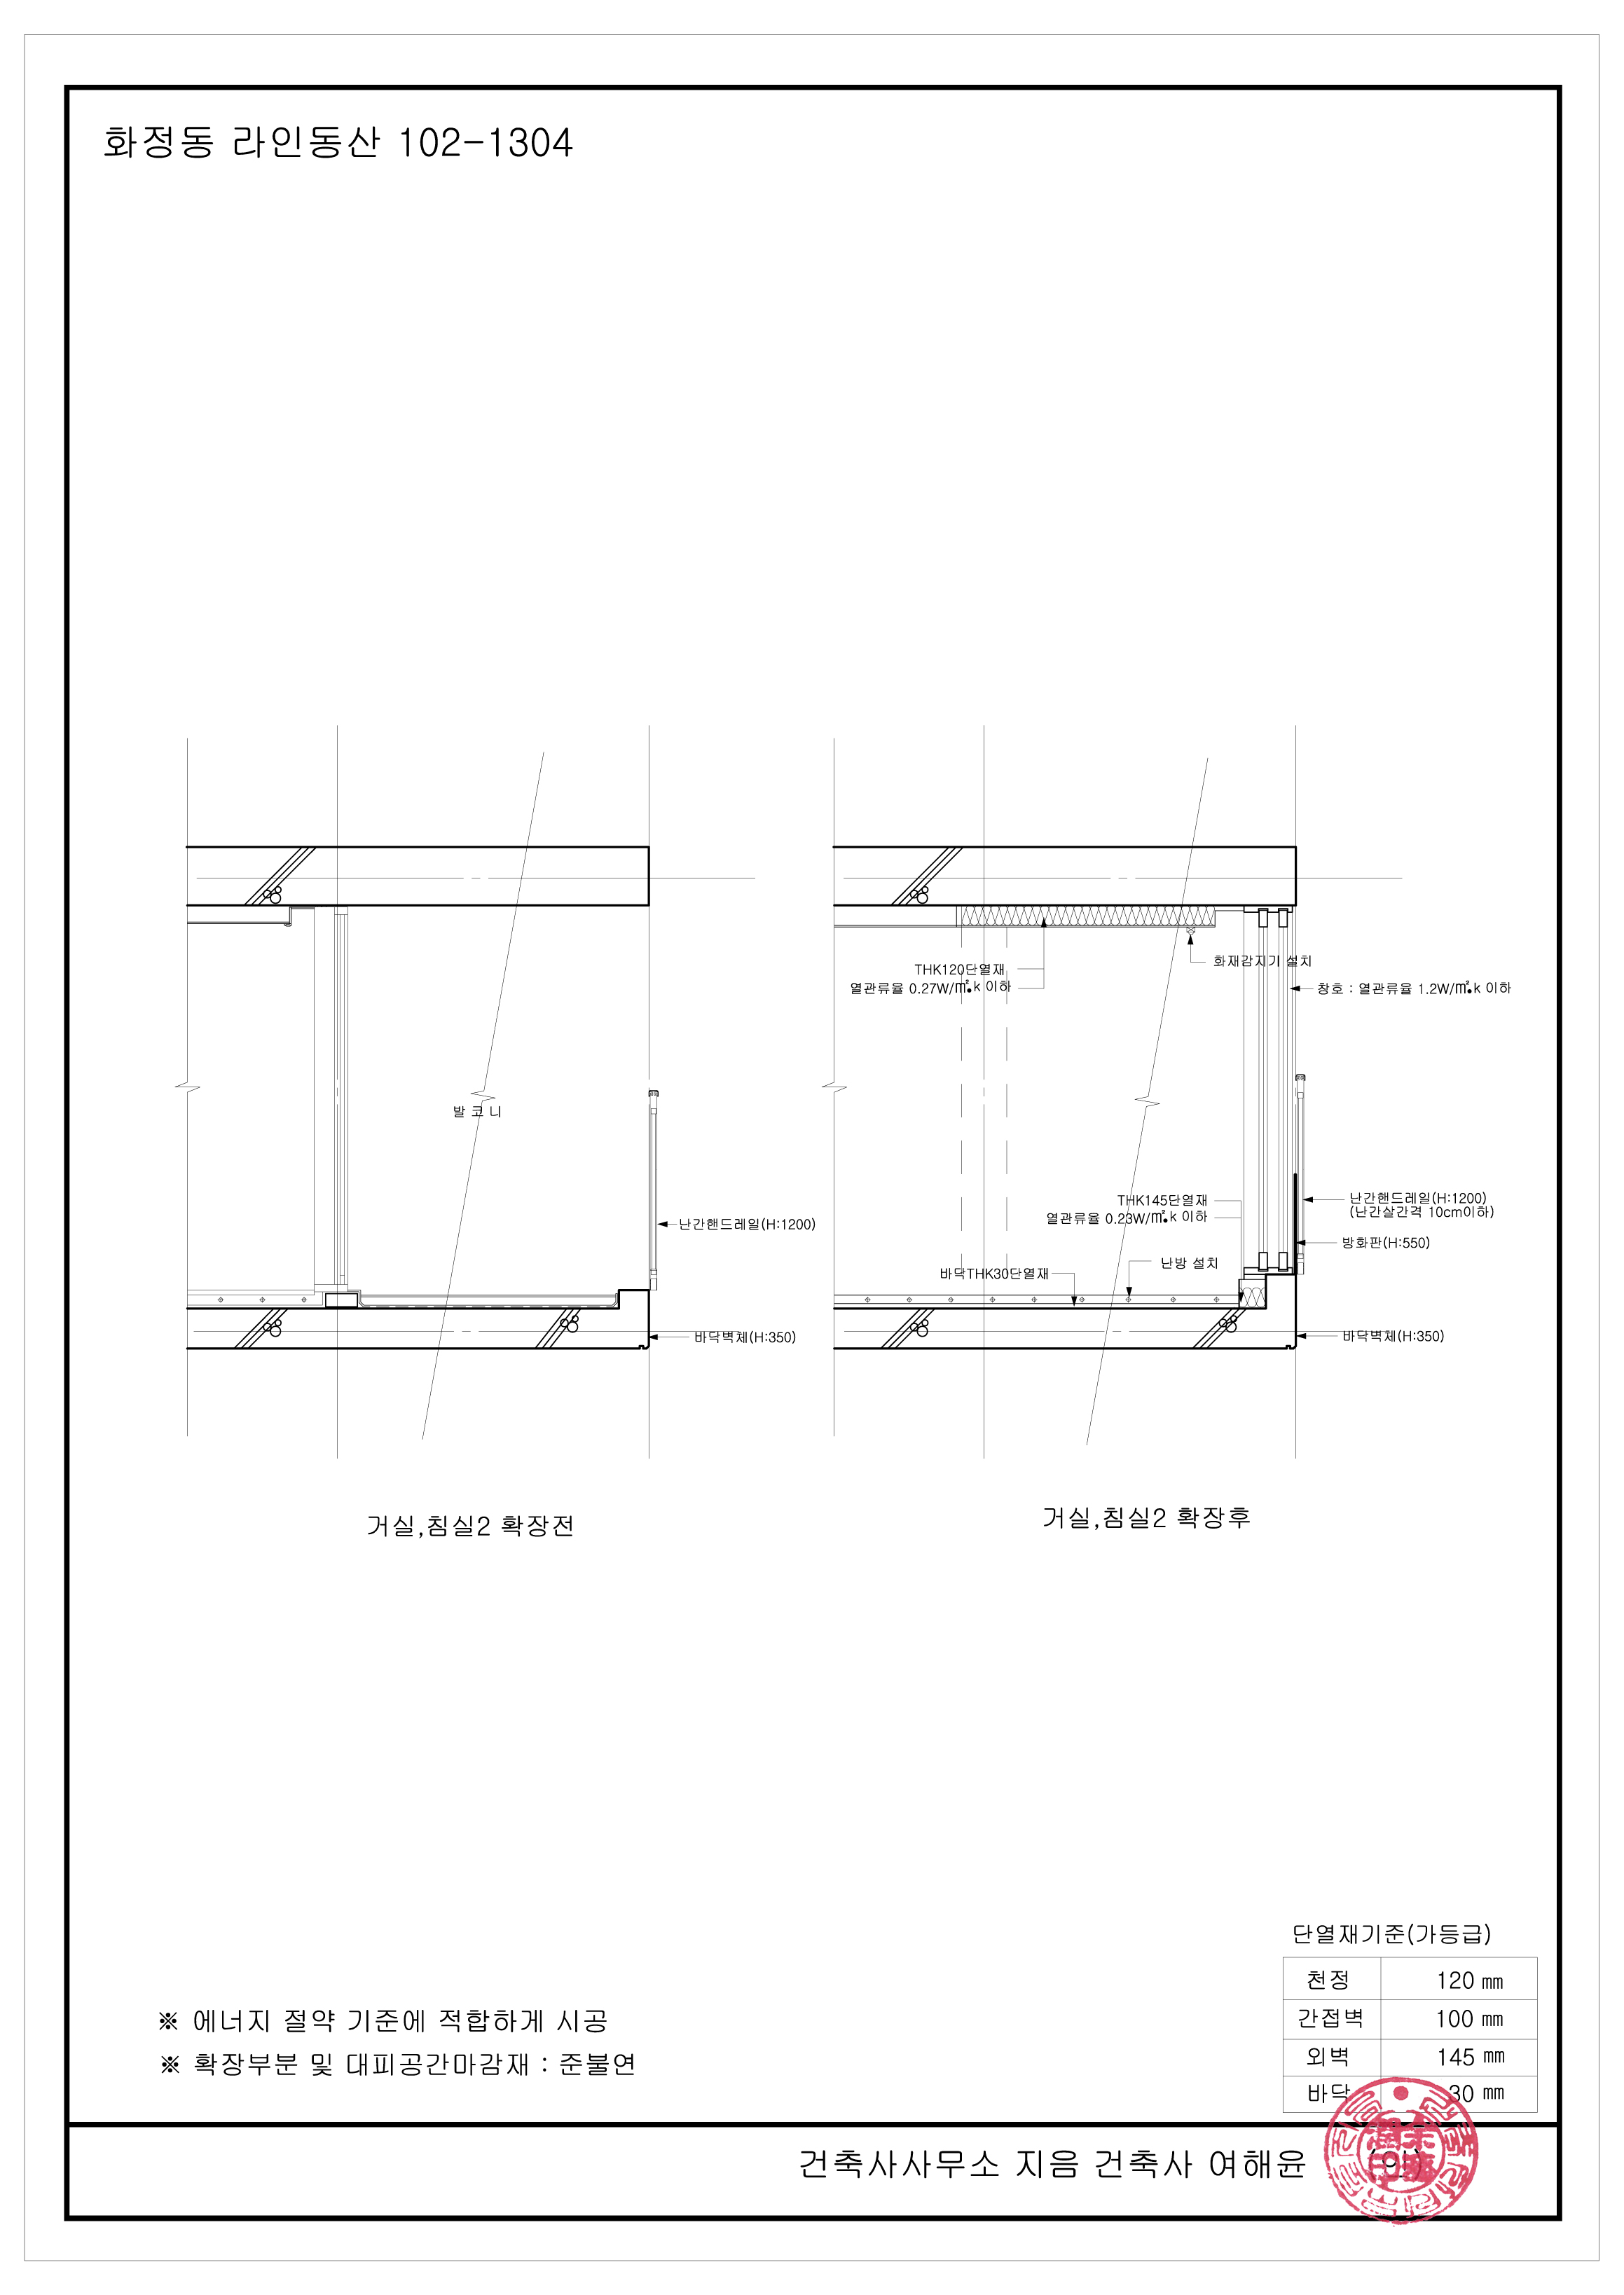 화정동 라인동산 102-1304
발 코 니
난간핸드레일(H:1200)
바닥벽체(H:350)
거실,침실2 확장전
THK120단열재
열관류율 0.27W/㎡•k 이하
화재감지기 설치
창호 : 열관류율 1.2W/㎡•k 이하
THK145단열재
열관류율 0.23W/㎡•k 이하
난간핸드레일(H:1200)
(난간살간격 10cm이하)
방화판(H:550)
난방 설치
바닥THK30단열재
바닥벽체(H:350)
거실,침실2 확장후
단열재기준(가등급)
천정 120 mm
간접벽 100 mm
외벽 145 mm
바닥 30 mm
※ 에너지 절약 기준에 적합하게 시공
※ 확장부분 및 대피공간마감재 : 준불연
건축사사무소 지음 건축사 여해윤 (인)